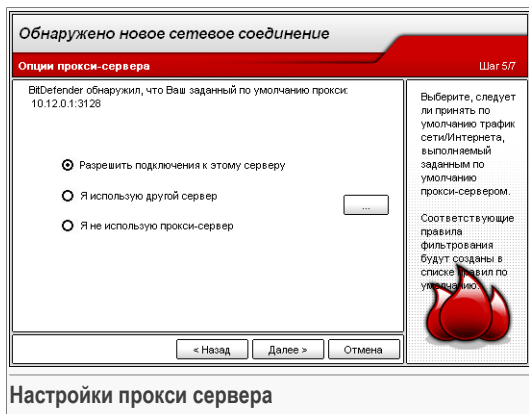 Обнаружено новое сетевое соединение
Опции прокси-сервера
Шаг 5/7
BitDefender обнаружил, что Ваш заданный по умолчанию прокси:
10.12.0.1:3128
Разрешить подключения к этому серверу
Я использую другой сервер
...
Я не использую прокси-сервер
Выберите, следует
ли принять по
умолчанию трафик
сети/Интернета,
выполняемый
заданным по
умолчанию
прокси-сервером.
Соответствующие
правила
фильтрования
будут созданы в
списке правил по
умолчанию.
< Назад
Далее >
Отмена
Настройки прокси сервера